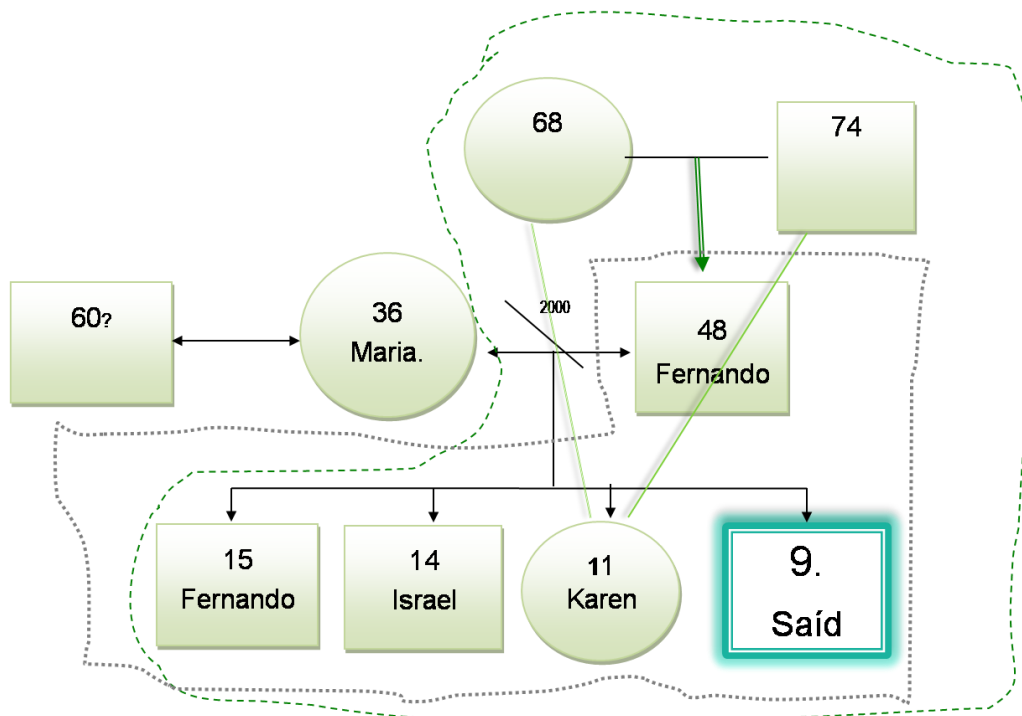 68
74
2000
60?
36
Maria.
48
Fernando
15
Fernando
14
Israel
11
Karen
9.
Saíd